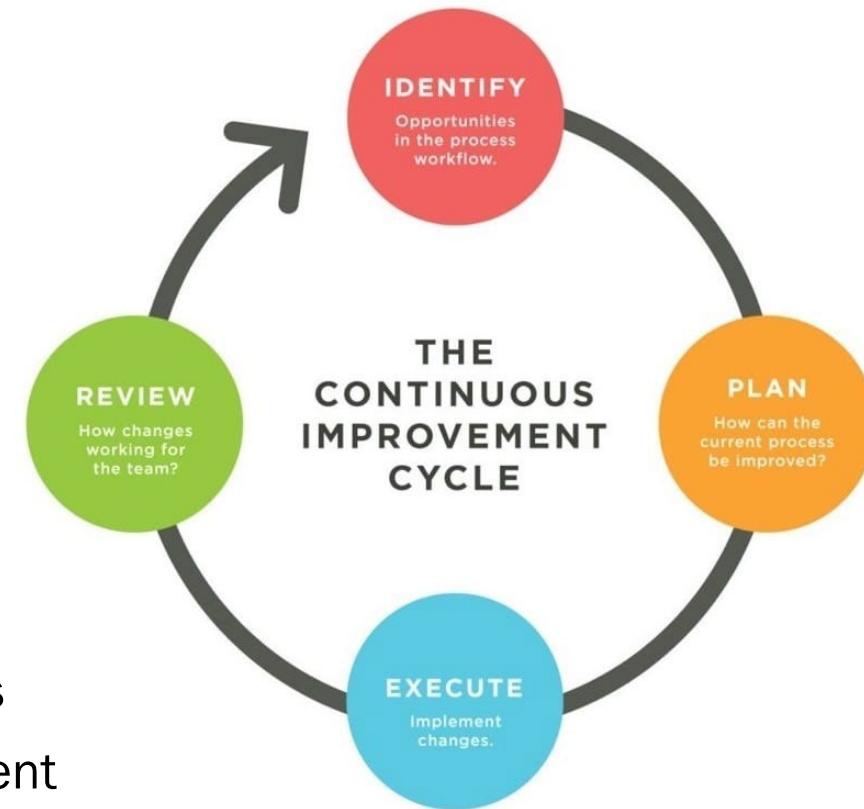 IDENTIFY
Opportunities
in the process
workflow.
THE
CONTINUOUS
IMPROVEMENT
CYCLE
PLAN
How can the
current process
be improved?
REVIEW
How changes
working for
the team?
EXECUTE
Implement
changes.
s
ent